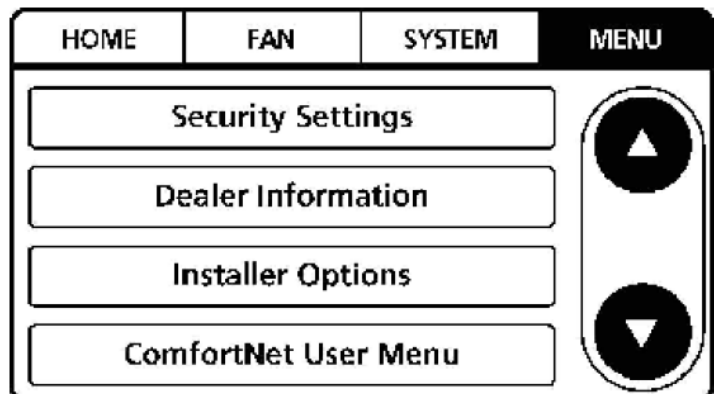 HOME FAN SYSTEM MENU
Security Settings
Dealer Information
Installer Options
ComfortNet User Menu